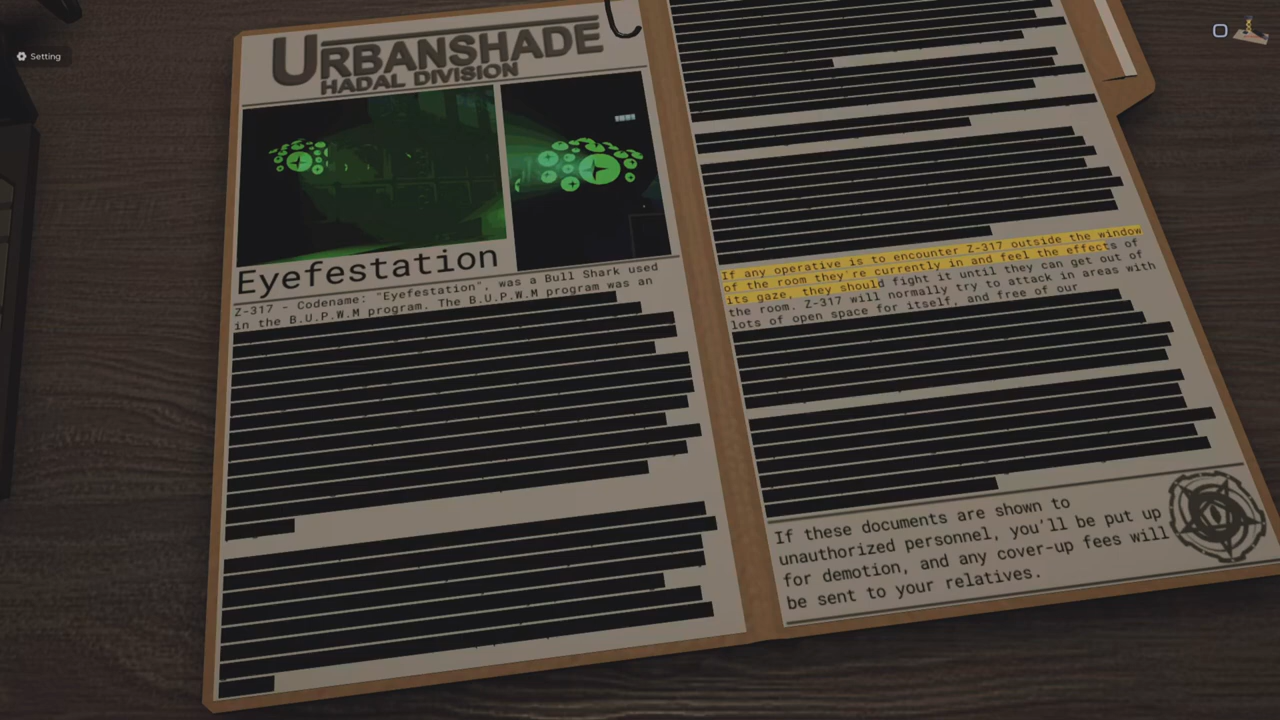 Setting
URBANSHADE
HADAL DIVISION
Eyefestation
Z-317 - Codename: "Eyefestation", was a Bull Shark used
in the B.U.P.W.M program. The B.U.P.W.M program was an
If any operative is to encounter Z-317 outside the window
of the room they're currently in and feel the effects of
its gaze, they should fight it until they can get out of
the room. Z-317 will normally try to attack in areas with
lots of open space for itself, and free of our
If these documents are shown to
unauthorized personnel, you'll be put up
for demotion, and any cover-up fees will
be sent to your relatives.